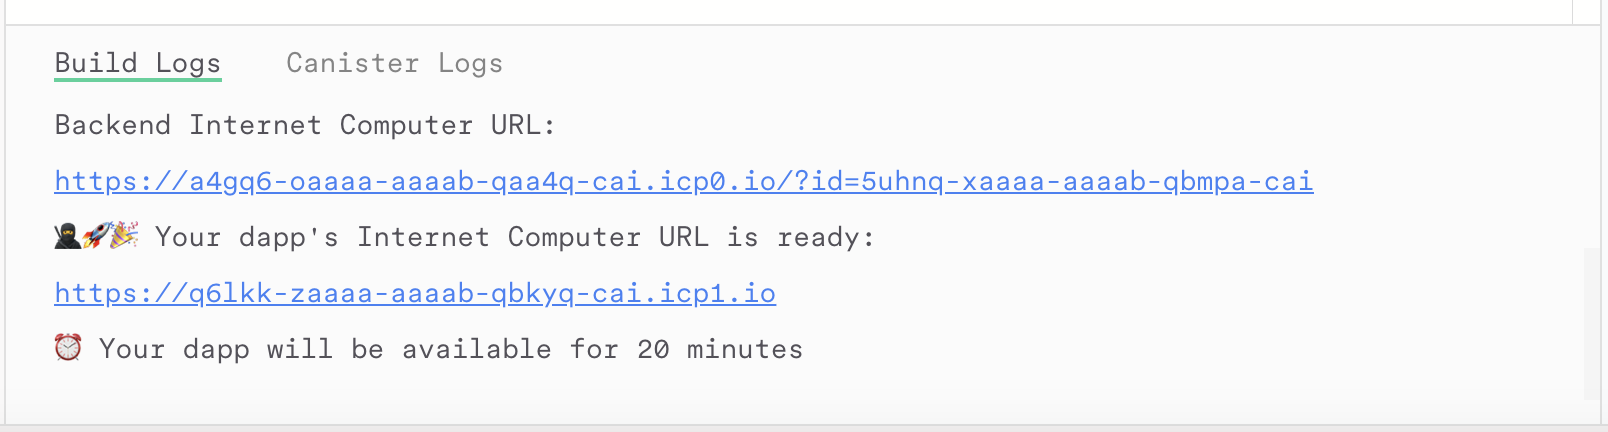 Build Logs Canister Logs
Backend Internet Computer URL:
https://a4gq6-oaaaa-aaaab-qaa4q-cai.icp0.io/?id=5uhnq-xaaaa-aaaab-qbmpa-cai
🥷🚀🎉 Your dapp's Internet Computer URL is ready:
https://q6lkk-zaaaa-aaaab-qbkyq-cai.icp1.io
⏰ Your dapp will be available for 20 minutes